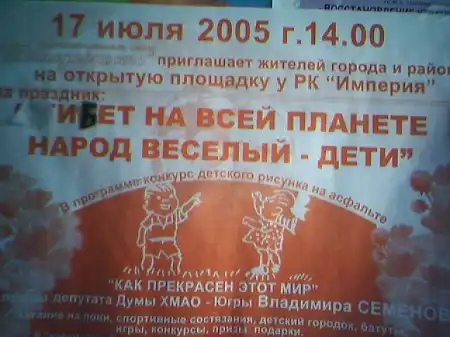 ВОССТАНОВЛЕНИЕ
17 июля 2005 г.14.00
приглашает жителей города и район
на открытую площадку у РК "Империя"
праздник:
ЕТ НА ВСЕЙ ПЛАНЕТЕ
НАРОД ВЕСЕЛЫЙ - ДЕТИ"
В программе: конкурс детского рисунка на асфальте
"КАК ПРЕКРАСЕН ЭТОТ МИР"
депутата Думы ХМАО - Югры Владимира СЕМЕНОВ
на пони, спортивные состязания, детский городок, батуты,
игры, конкурсы, призы, подарки.